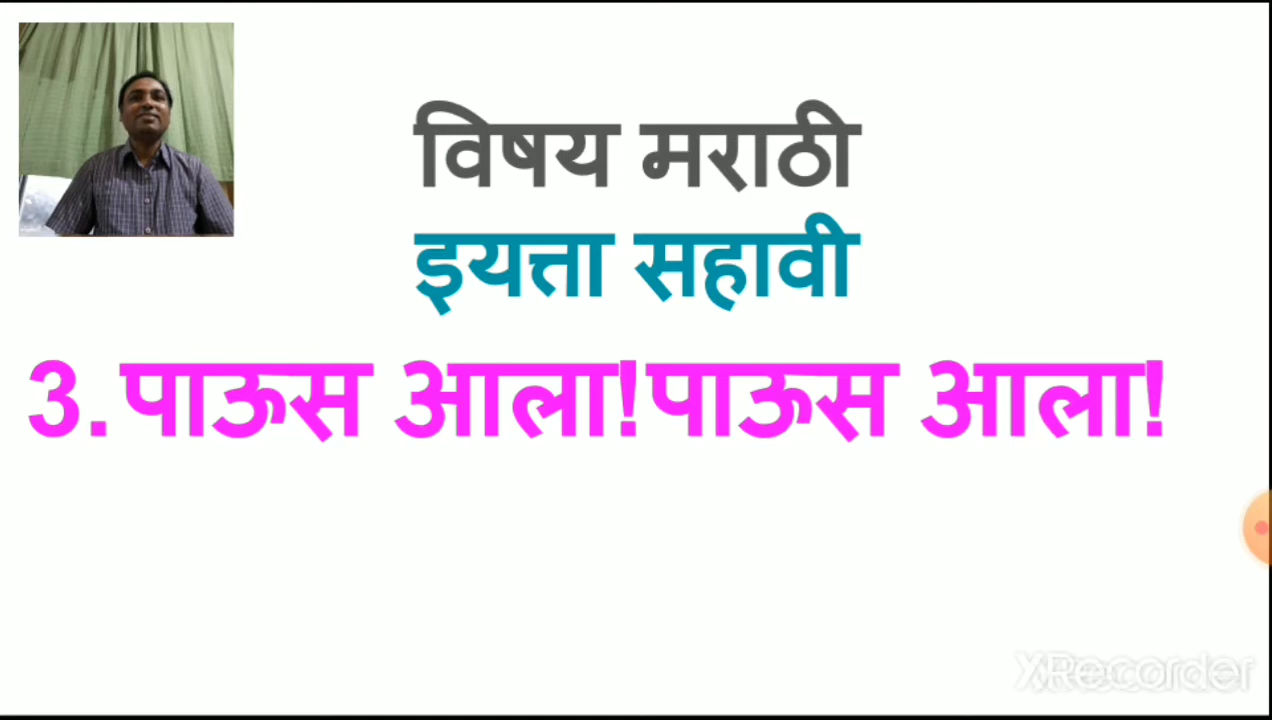 विषय मराठी
इयत्ता सहावी
3. पाऊस आला!पाऊस आला!
XRecorder